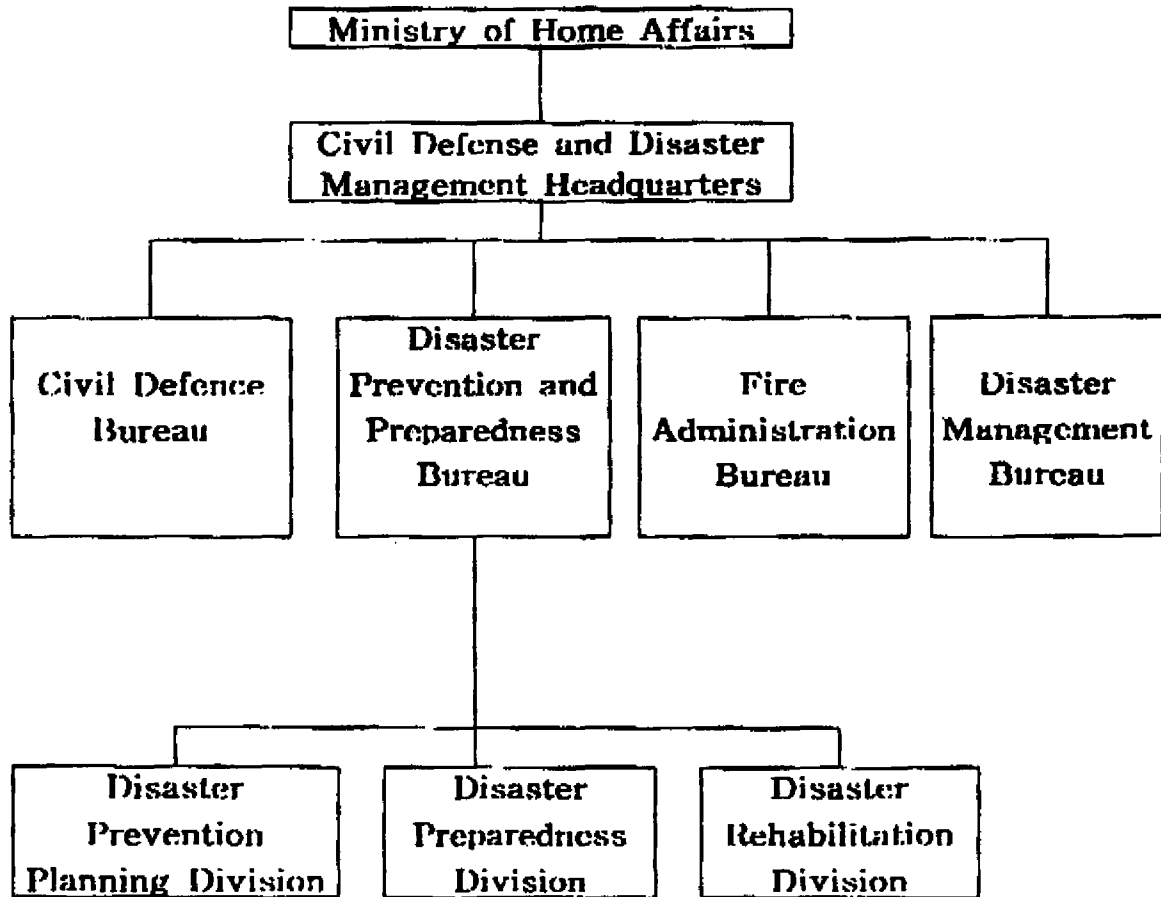 Ministry of Home Affairs
Civil Defense and Disaster
Management Headquarters
Civil Defence
Bureau
Disaster
Prevention and
Preparedness
Bureau
Fire
Administration
Bureau
Disaster
Management
Bureau
Disaster
Prevention
Planning Division
Disaster
Preparedness
Division
Disaster
Rehabilitation
Division